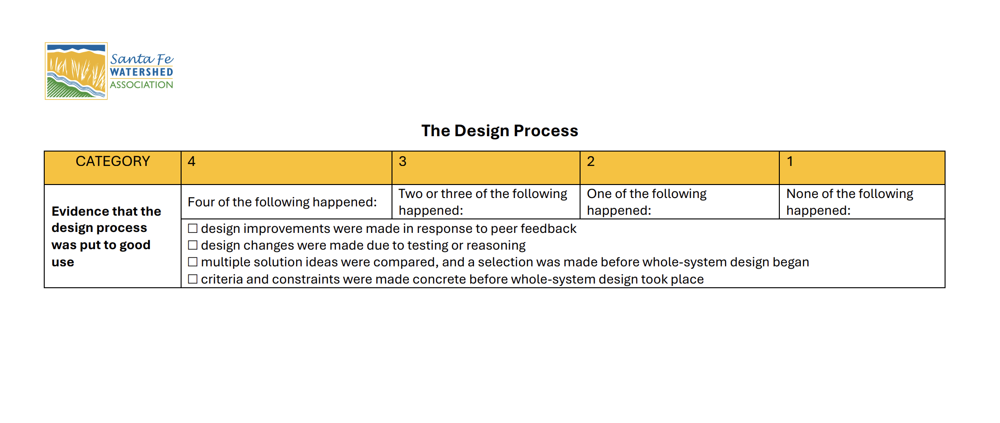 Santa Fe
WATERSHED
ASSOCIATION
The Design Process
CATEGORY
4
3
2
1
Evidence that the
design process
was put to good
use
Four of the following happened:
Two or three of the following
happened:
One of the following
happened:
None of the following
happened:
☐ design improvements were made in response to peer feedback
☐ design changes were made due to testing or reasoning
☐ multiple solution ideas were compared, and a selection was made before whole-system design began
☐ criteria and constraints were made concrete before whole-system design took place